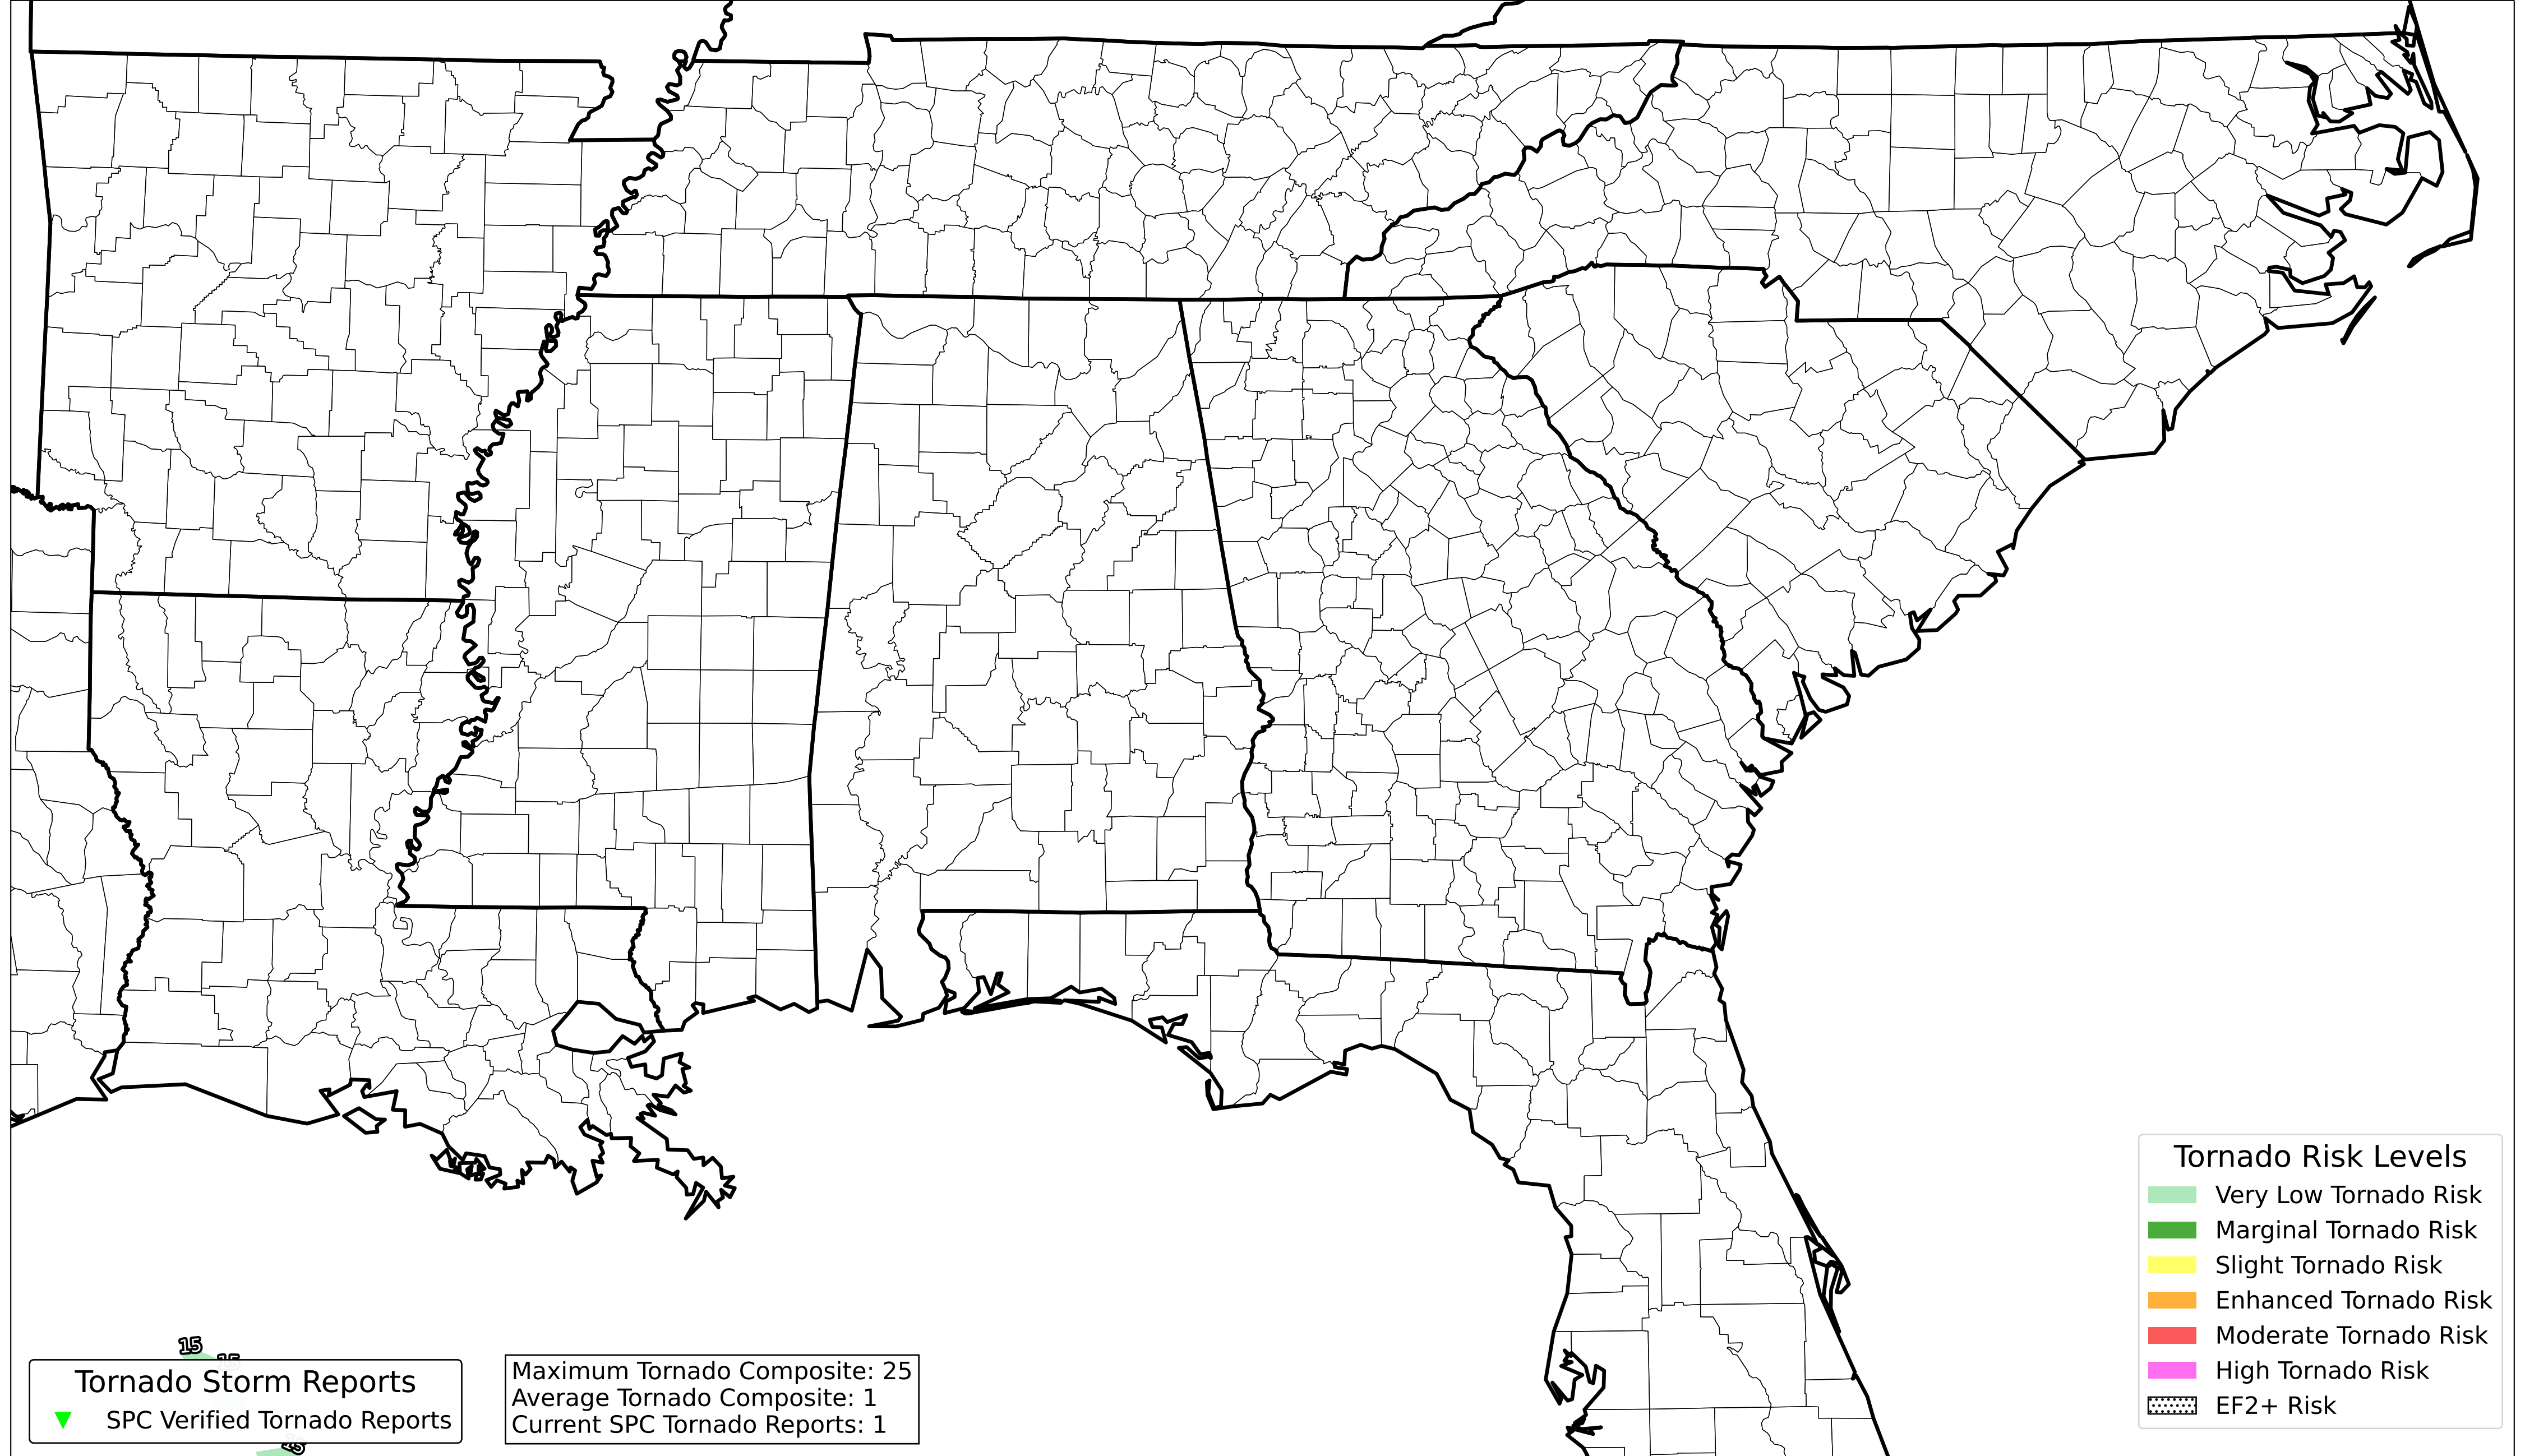 15
15
Tornado Storm Reports
SPC Verified Tornado Reports
15
Maximum Tornado Composite: 25
Average Tornado Composite: 1
Current SPC Tornado Reports: 1
Tornado Risk Levels
Very Low Tornado Risk
Marginal Tornado Risk
Slight Tornado Risk
Enhanced Tornado Risk
Moderate Tornado Risk
High Tornado Risk
EF2+ Risk